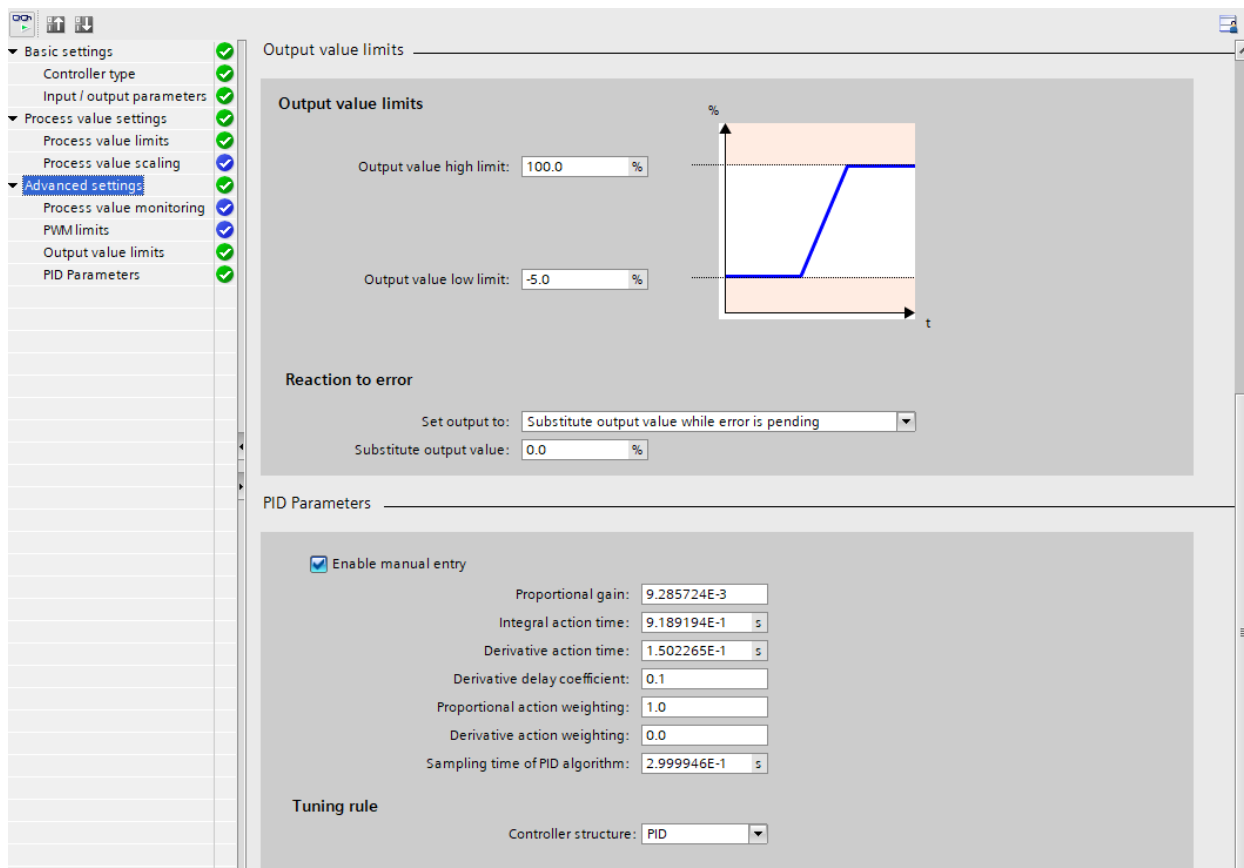 Basic settings
Controller type
Input / output parameters
Process value settings
Process value limits
Process value scaling
Advanced settings
Process value monitoring
PWM limits
Output value limits
PID Parameters
Output value limits
Output value limits
%
Output value high limit: 100.0 %
Output value low limit: -5.0 %
t
Reaction to error
Set output to: Substitute output value while error is pending
Substitute output value: 0.0 %
PID Parameters
Enable manual entry
Proportional gain: 9.285724E-3
Integral action time: 9.189194E-1 s
Derivative action time: 1.502265E-1 s
Derivative delay coefficient: 0.1
Proportional action weighting: 1.0
Derivative action weighting: 0.0
Sampling time of PID algorithm: 2.999946E-1 s
Tuning rule
Controller structure: PID